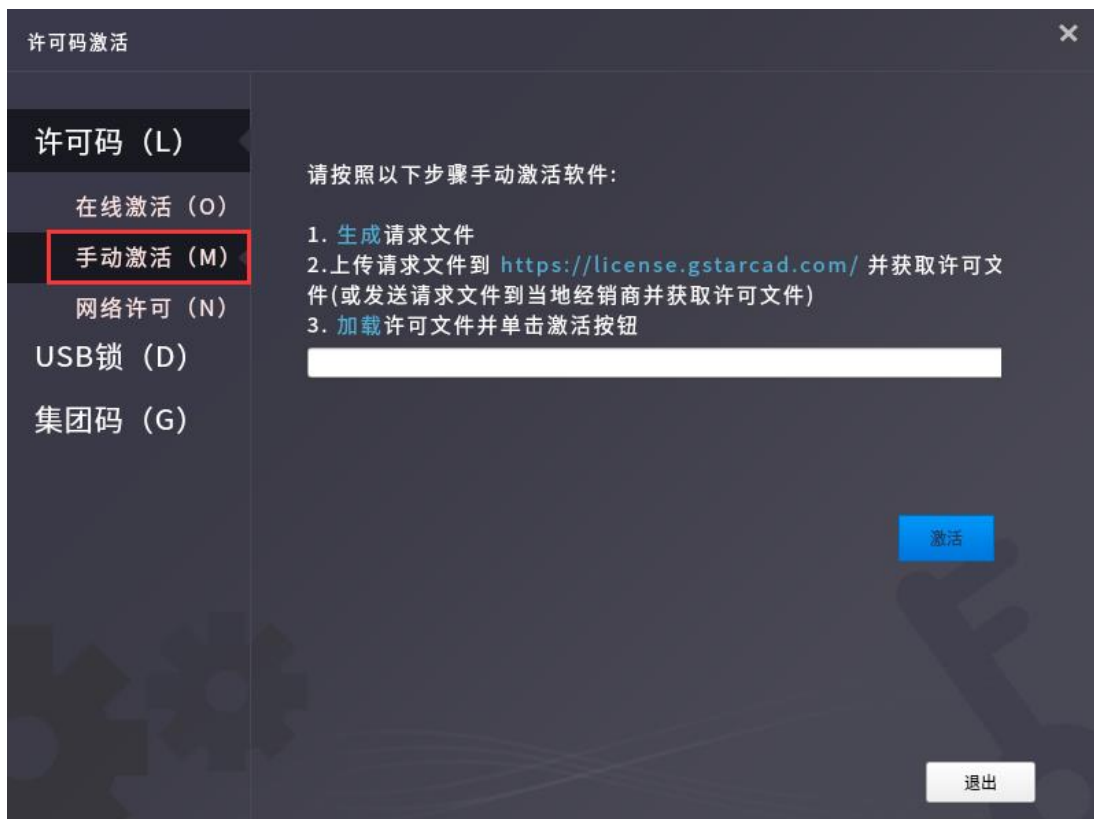 许可码激活
许可码（L）
在线激活（O）
手动激活（M）
网络许可（N）
USB锁（D）
集团码（G）
请按照以下步骤手动激活软件:
1. 生成请求文件
2.上传请求文件到 https://license.gstarcad.com/ 并获取许可文
件(或发送请求文件到当地经销商并获取许可文件)
3. 加载许可文件并单击激活按钮
激活
退出